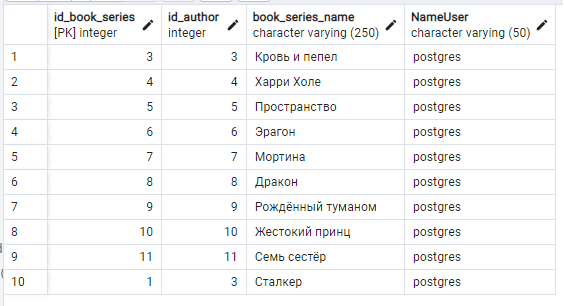 id_book_series id_author book_series_name NameUser
[PK] integer integer character varying (250) character varying (50)
1 3 3 Кровь и пепел postgres
2 4 4 Харри Холе postgres
3 5 5 Пространство postgres
4 6 6 Эрагон postgres
5 7 7 Мортина postgres
6 8 8 Дракон postgres
7 9 9 Рождённый туманом postgres
8 10 10 Жестокий принц postgres
9 11 11 Семь сестёр postgres
10 1 3 Сталкер postgres